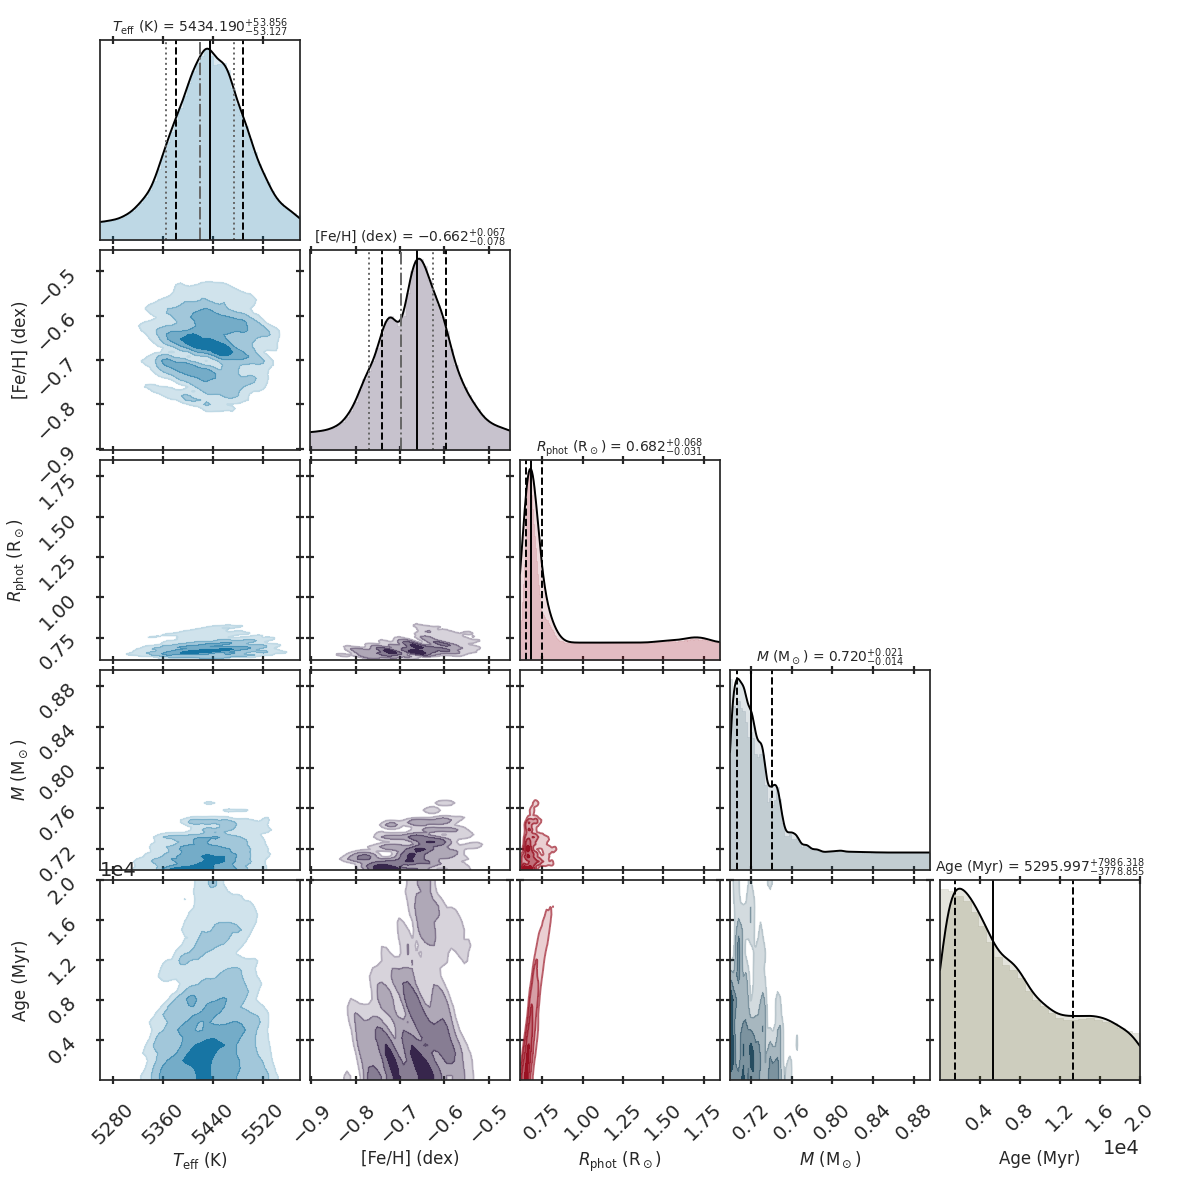 T_eff (K) = 5434.190 +53.856 −53.127
[Fe/H] (dex) = −0.662 +0.067 −0.078
−0.5
−0.6
−0.7
−0.8
−0.9
[Fe/H] (dex)
R_phot (R⊙) = 0.682 +0.068 −0.031
1.75
1.50
1.25
1.00
0.75
R_phot (R⊙)
M (M⊙) = 0.720 +0.021 −0.014
0.88
0.84
0.80
0.76
0.72
M (M⊙)
1e4
Age (Myr) = 5295.997 +7986.318 −3778.855
2.0
1.6
1.2
0.8
0.4
Age (Myr)
5280 5360 5440 5520
−0.9 −0.8 −0.7 −0.6 −0.5
0.75 1.00 1.25 1.50 1.75
0.72 0.76 0.80 0.84 0.88
0.4 0.8 1.2 1.6 2.0
1e4
T_eff (K)
[Fe/H] (dex)
R_phot (R⊙)
M (M⊙)
Age (Myr)